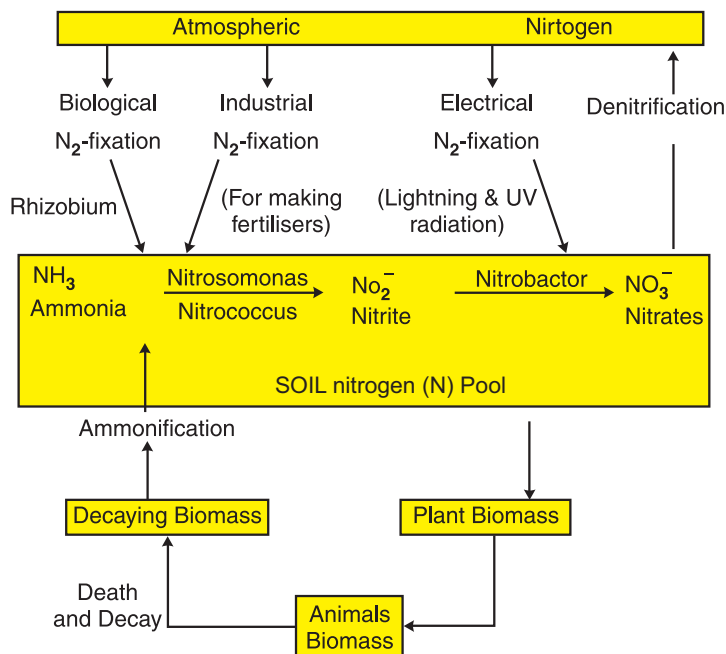 Atmospheric Nirtogen
Biological Industrial Electrical Denitrification
N₂-fixation N₂-fixation N₂-fixation
Rhizobium (For making fertilisers) (Lightning & UV radiation)
NH₃ Ammonia
Nitrosomonas
Nitrococcus
No₂⁻ Nitrite
Nitrobactor
NO₃⁻ Nitrates
SOIL nitrogen (N) Pool
Ammonification
Decaying Biomass Plant Biomass
Death
and Decay
Animals
Biomass